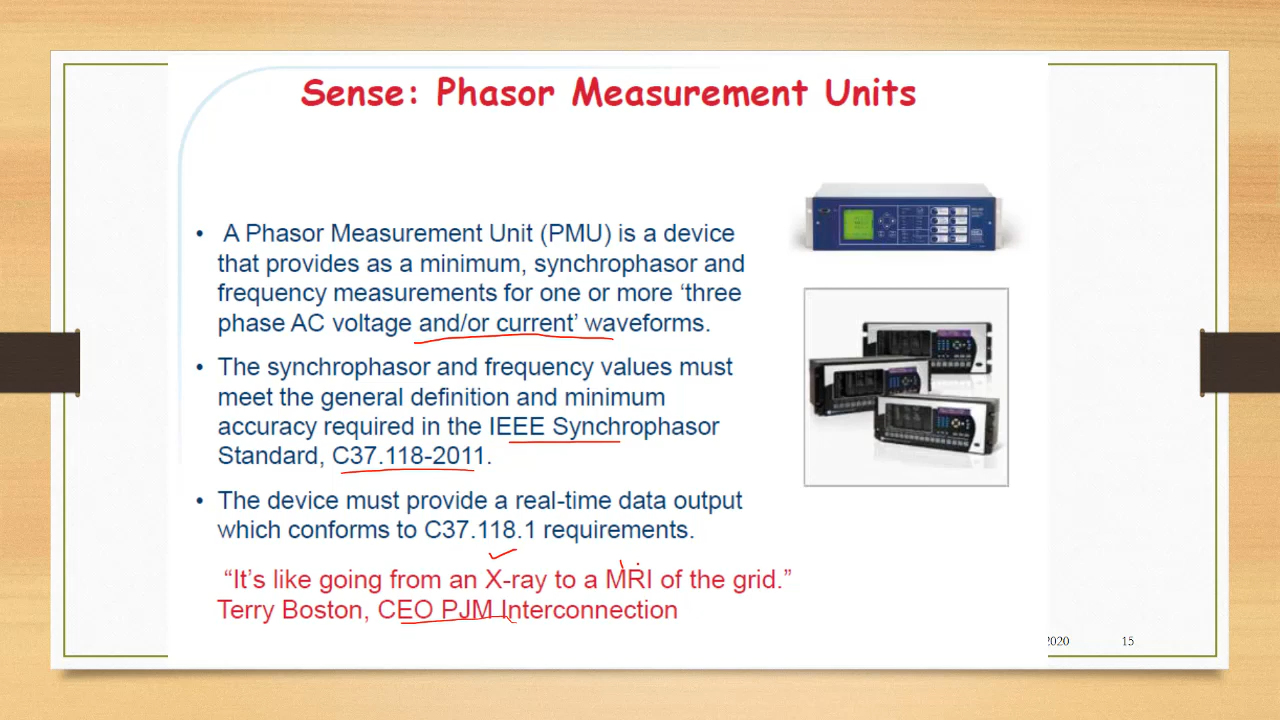 Sense: Phasor Measurement Units
• A Phasor Measurement Unit (PMU) is a device
that provides as a minimum, synchrophasor and
frequency measurements for one or more ‘three
phase AC voltage and/or current’ waveforms.
• The synchrophasor and frequency values must
meet the general definition and minimum
accuracy required in the IEEE Synchrophasor
Standard, C37.118-2011.
• The device must provide a real-time data output
which conforms to C37.118.1 requirements.
“It’s like going from an X-ray to a MRI of the grid.”
Terry Boston, CEO PJM Interconnection
2020 15